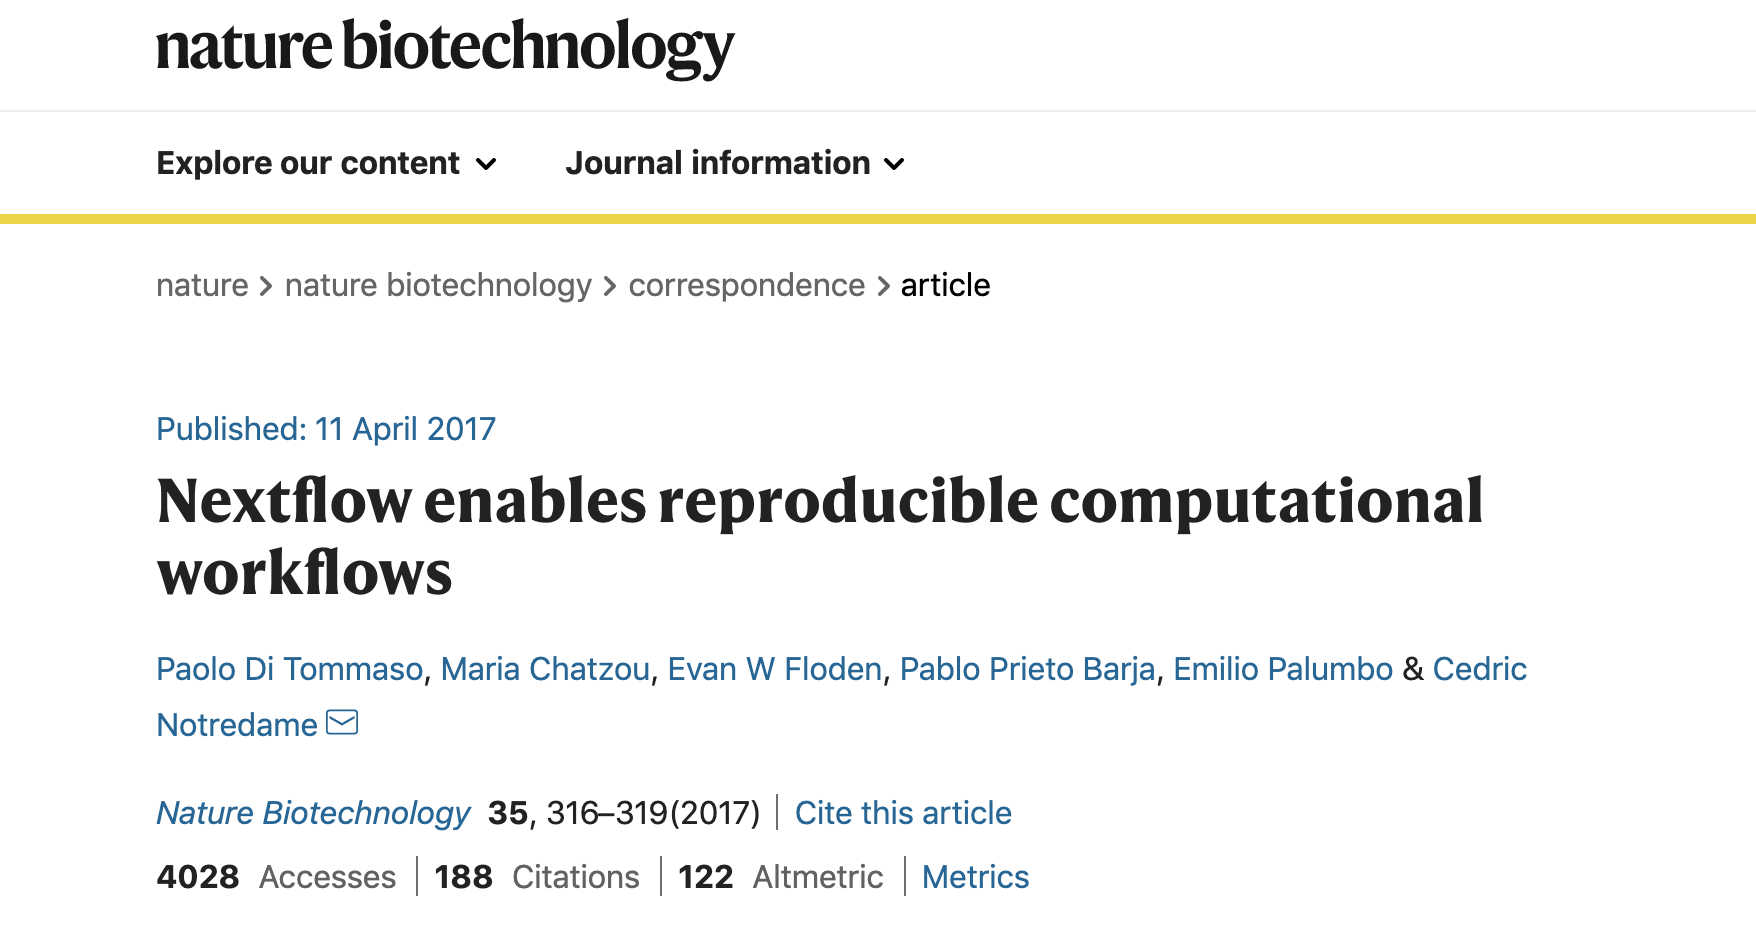 nature biotechnology
Explore our content Journal information
nature > nature biotechnology > correspondence > article
Published: 11 April 2017
Nextflow enables reproducible computational
workflows
Paolo Di Tommaso, Maria Chatzou, Evan W Floden, Pablo Prieto Barja, Emilio Palumbo & Cedric
Notredame
Nature Biotechnology 35, 316–319(2017) | Cite this article
4028 Accesses | 188 Citations | 122 Altmetric | Metrics